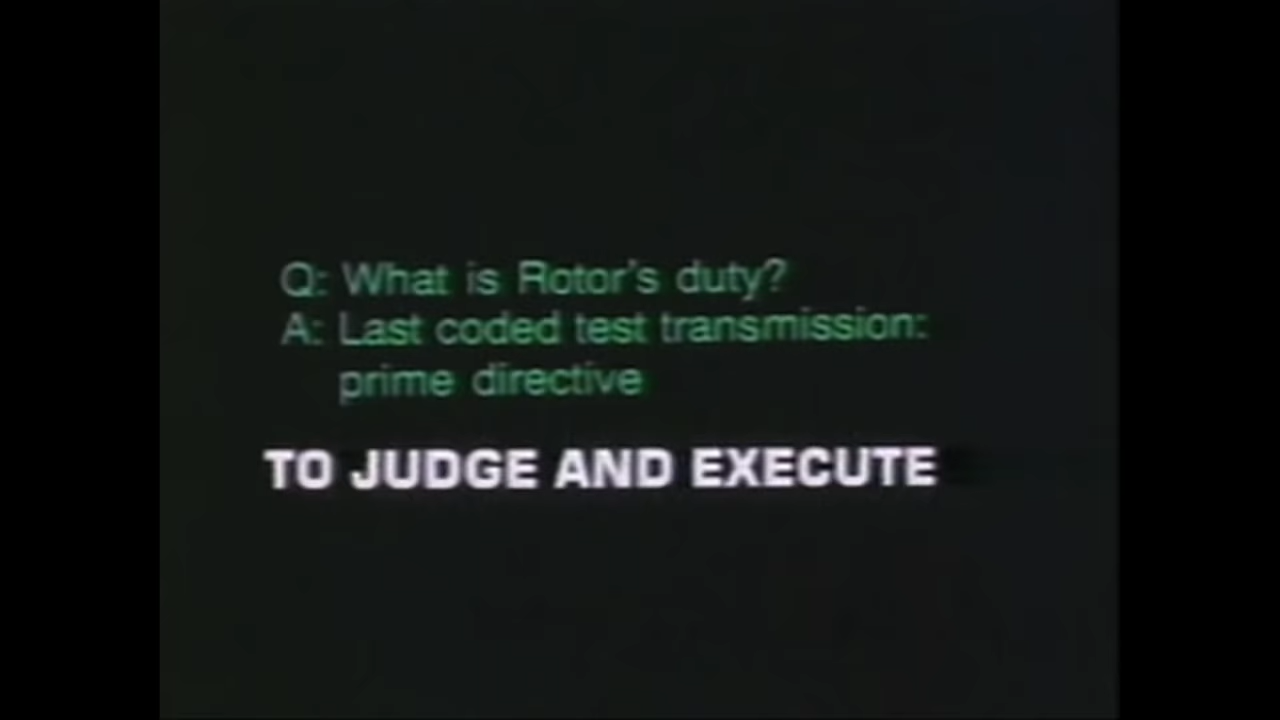 Q: What is Rotor's duty?
A: Last coded test transmission:
prime directive
TO JUDGE AND EXECUTE